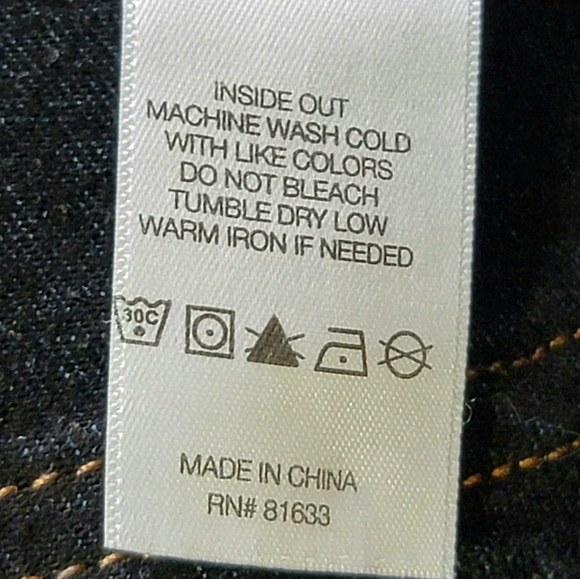 INSIDE OUT
MACHINE WASH COLD
WITH LIKE COLORS
DO NOT BLEACH
TUMBLE DRY LOW
WARM IRON IF NEEDED
30C
MADE IN CHINA
RN# 81633